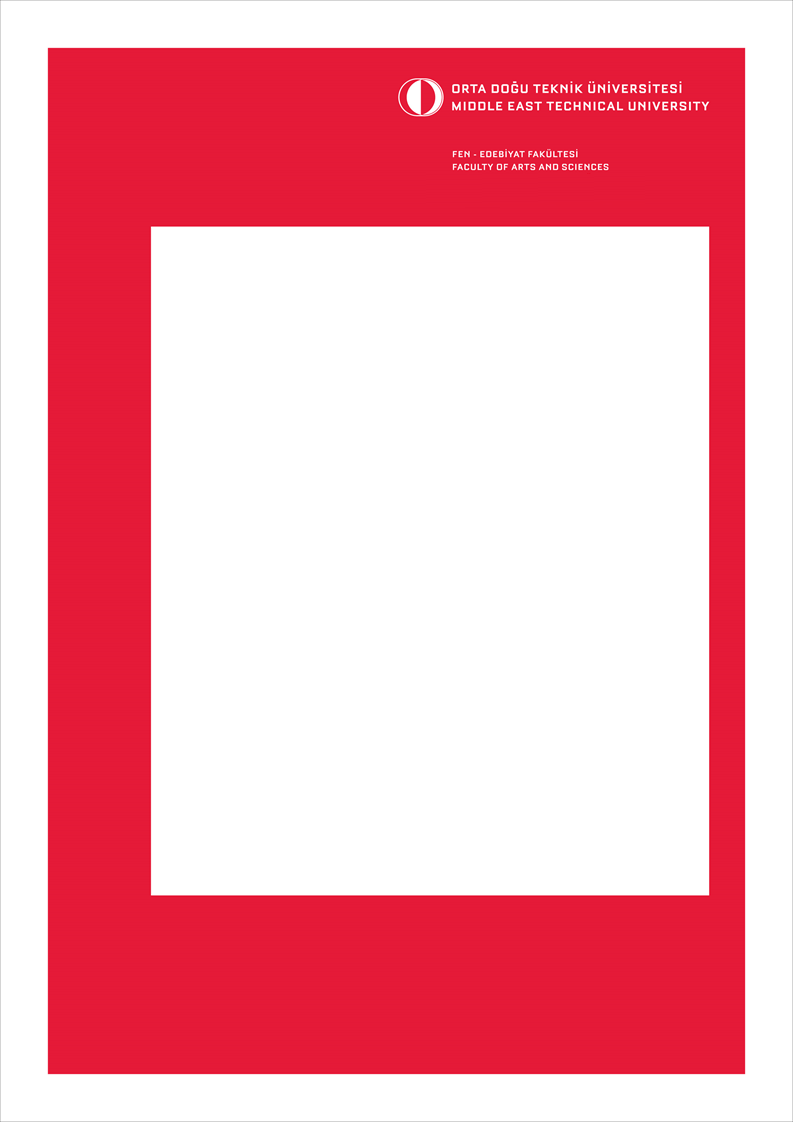 ORTA DOĞU TEKNİK ÜNİVERSİTESİ
MIDDLE EAST TECHNICAL UNIVERSITY
FEN - EDEBİYAT FAKÜLTESİ
FACULTY OF ARTS AND SCIENCES